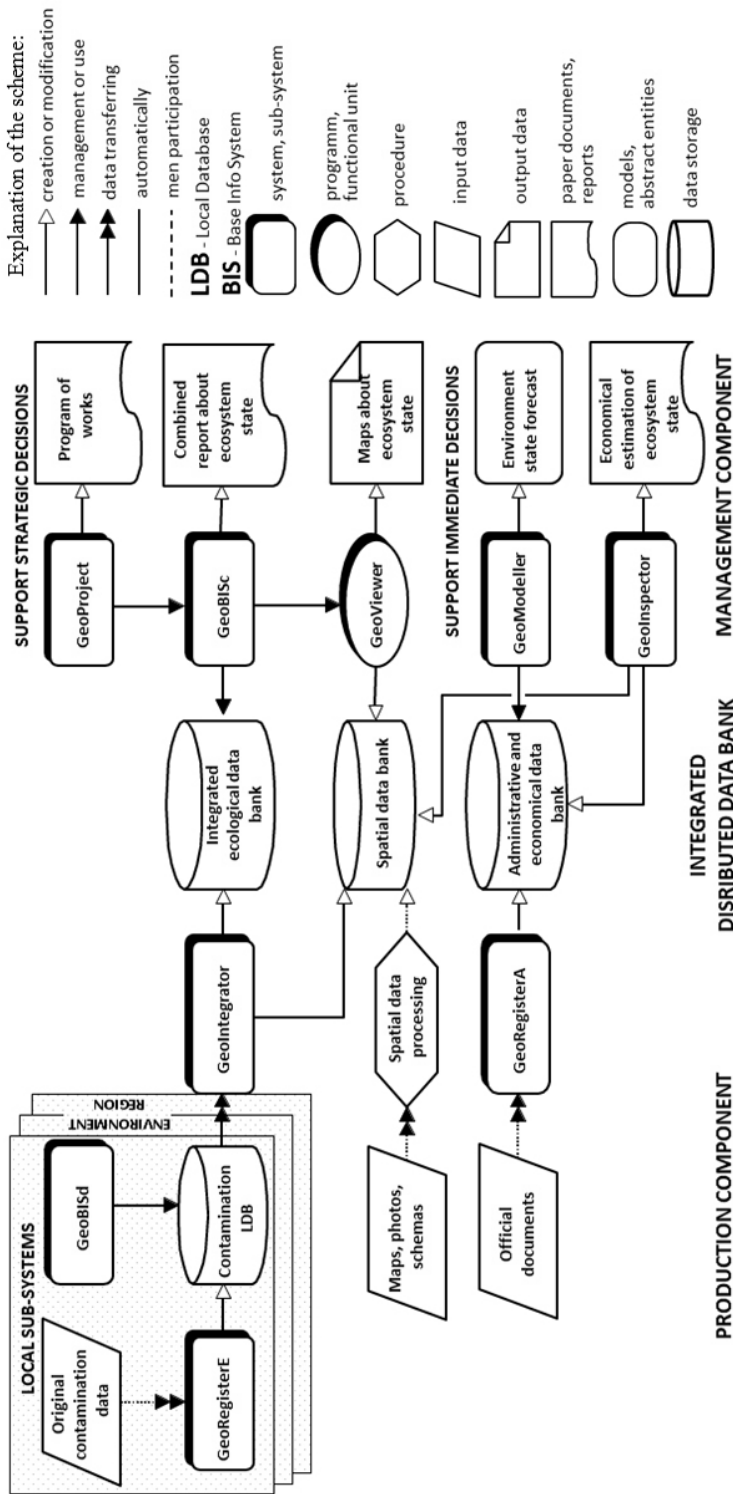 LOCAL SUB-SYSTEMS
ENVIRONMENT
REGION
Original
contamination
data
GeoRegisterE
GeoBISd
Contamination
LDB
GeoIntegrator
Maps, photos,
schemas
Spatial data
processing
Official
documents
GeoRegisterA
PRODUCTION COMPONENT
Integrated
ecological data
bank
Spatial data bank
Administrative and
economical data
bank
INTEGRATED
DISRIBUTED DATA BANK
SUPPORT STRATEGIC DECISIONS
GeoProject
Program of
works
GeoBISc
Combined
report about
ecosystem
state
GeoViewer
Maps about
ecosystem
state
SUPPORT IMMEDIATE DECISIONS
GeoModeller
Environment
state forecast
GeoInspector
Economical
estimation of
ecosystem
state
MANAGEMENT COMPONENT
Explanation of the scheme:
creation or modification
management or use
data transferring
automatically
men participation
LDB - Local Database
BIS - Base Info System
system, sub-system
programm,
functional unit
procedure
input data
output data
paper documents,
reports
models,
abstract entities
data storage